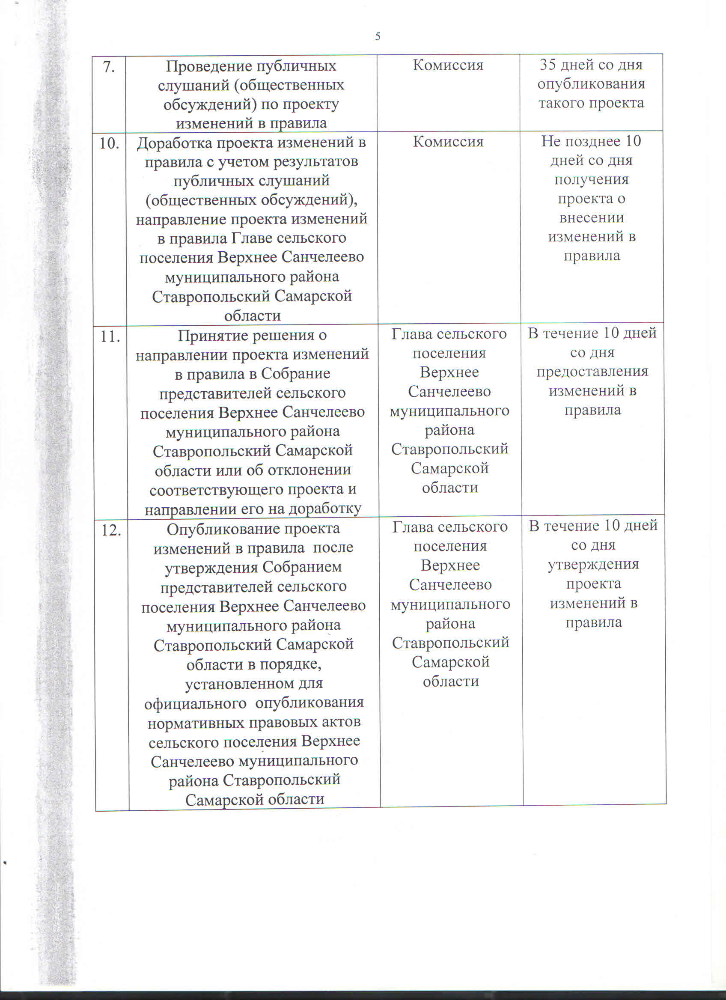 5
7.
Проведение публичных
слушаний (общественных
обсуждений) по проекту
изменений в правила
Комиссия
35 дней со дня
опубликования
такого проекта
10.
Доработка проекта изменений в
правила с учетом результатов
публичных слушаний
(общественных обсуждений),
направление проекта изменений
в правила Главе сельского
поселения Верхнее Санчелеево
муниципального района
Ставропольский Самарской
области
Комиссия
Не позднее 10
дней со дня
получения
проекта о
внесении
изменений в
правила
11.
Принятие решения о
направлении проекта изменений
в правила в Собрание
представителей сельского
поселения Верхнее Санчелеево
муниципального района
Ставропольский Самарской
области или об отклонении
соответствующего проекта и
направлении его на доработку
Глава сельского
поселения
Верхнее
Санчелеево
муниципального
района
Ставропольский
Самарской
области
В течение 10 дней
со дня
предоставления
изменений в
правила
12.
Опубликование проекта
изменений в правила  после
утверждения Собранием
представителей сельского
поселения Верхнее Санчелеево
муниципального района
Ставропольский Самарской
области в порядке,
установленном для
официального  опубликования
нормативных правовых актов
сельского поселения Верхнее
Санчелеево муниципального
района Ставропольский
Самарской области
Глава сельского
поселения
Верхнее
Санчелеево
муниципального
района
Ставропольский
Самарской
области
В течение 10 дней
со дня
утверждения
проекта
изменений в
правила